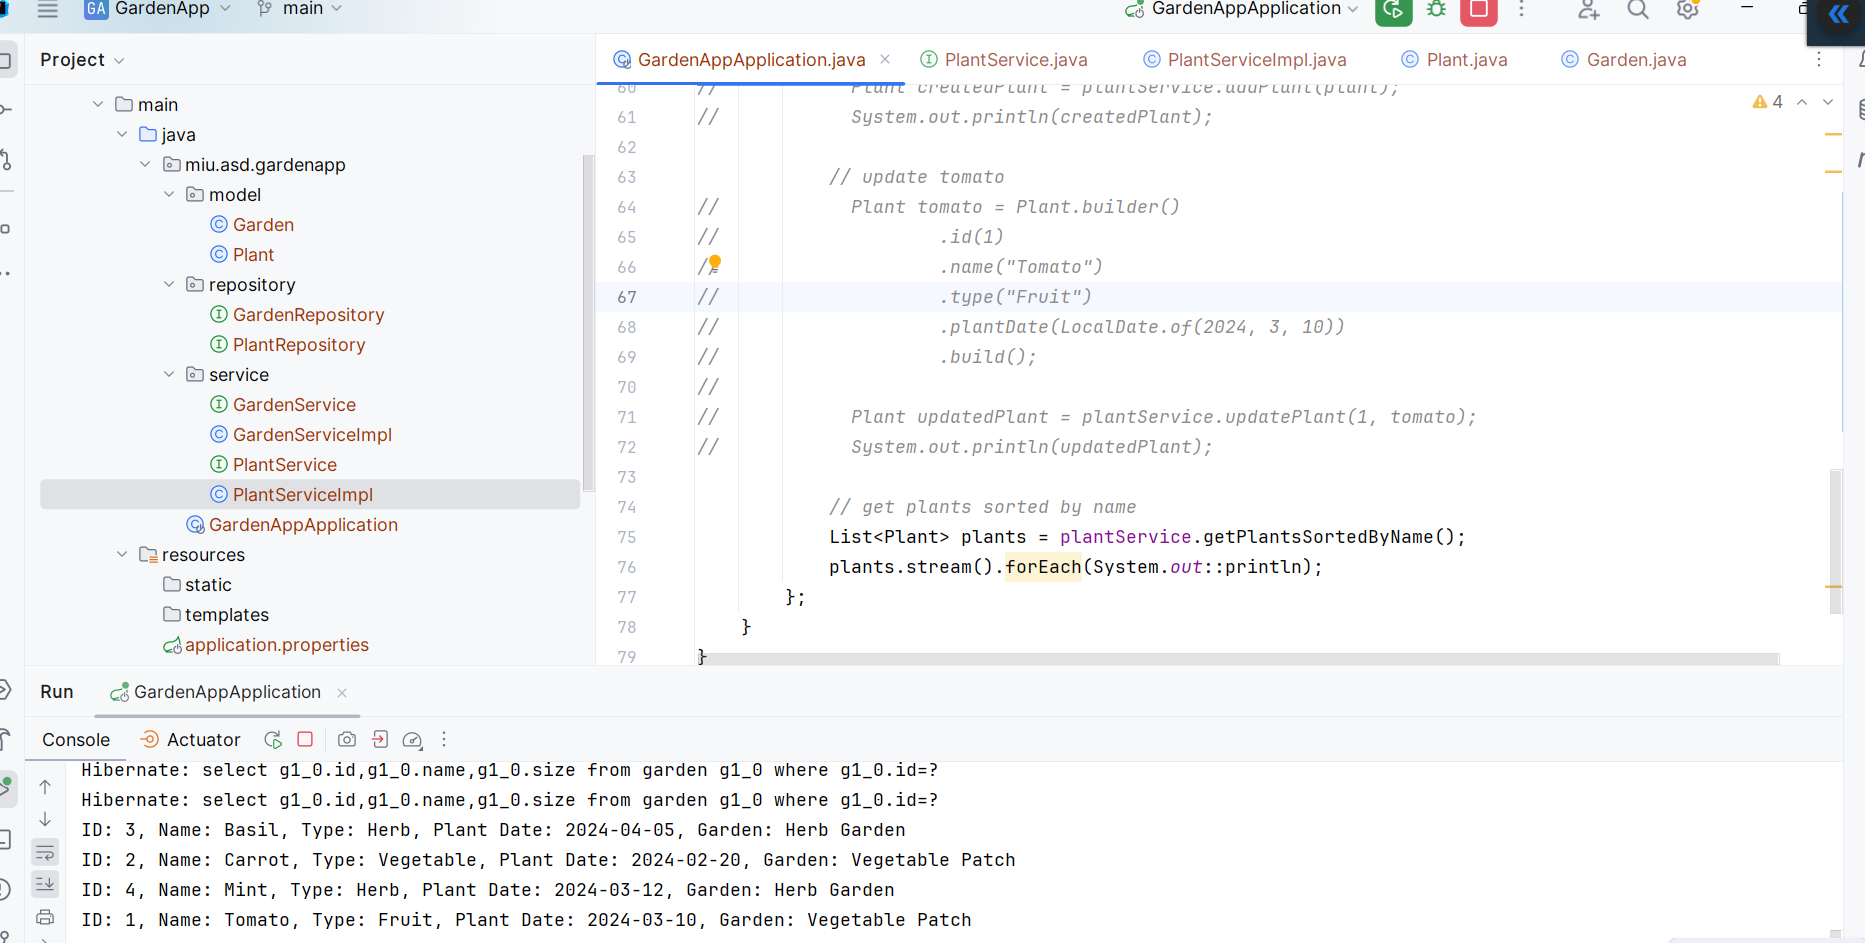 GA GardenApp main GardenAppApplication
Project
GardenAppApplication.java PlantService.java PlantServiceImpl.java Plant.java Garden.java
main
java
miu.asd.gardenapp
model
Garden
Plant
repository
GardenRepository
PlantRepository
service
GardenService
GardenServiceImpl
PlantService
PlantServiceImpl
GardenAppApplication
resources
static
templates
application.properties
4
60 // Plant createdPlant = plantService.addPlant(plant);
61 // System.out.println(createdPlant);
62
63 // update tomato
64 // Plant tomato = Plant.builder()
65 // .id(1)
66 // .name("Tomato")
67 // .type("Fruit")
68 // .plantDate(LocalDate.of(2024, 3, 10))
69 // .build();
70 //
71 // Plant updatedPlant = plantService.updatePlant(1, tomato);
72 // System.out.println(updatedPlant);
73
74 // get plants sorted by name
75 List<Plant> plants = plantService.getPlantsSortedByName();
76 plants.stream().forEach(System.out::println);
77 };
78 }
79 }
Run GardenAppApplication
Console Actuator
Hibernate: select g1_0.id,g1_0.name,g1_0.size from garden g1_0 where g1_0.id=?
Hibernate: select g1_0.id,g1_0.name,g1_0.size from garden g1_0 where g1_0.id=?
ID: 3, Name: Basil, Type: Herb, Plant Date: 2024-04-05, Garden: Herb Garden
ID: 2, Name: Carrot, Type: Vegetable, Plant Date: 2024-02-20, Garden: Vegetable Patch
ID: 4, Name: Mint, Type: Herb, Plant Date: 2024-03-12, Garden: Herb Garden
ID: 1, Name: Tomato, Type: Fruit, Plant Date: 2024-03-10, Garden: Vegetable Patch